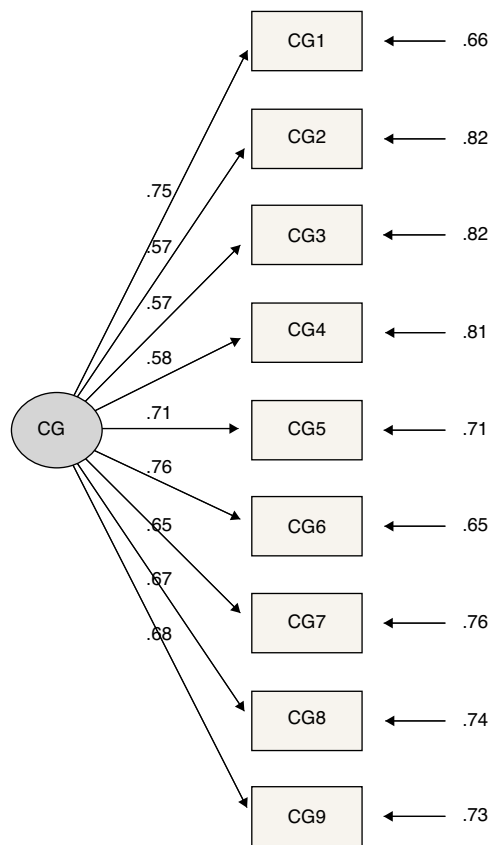 CG1 .66
CG2 .82
.75
.57
CG3 .82
.57
CG4 .81
.58
CG
.71
CG5 .71
.76
CG6 .65
.65
.67
CG7 .76
.68
CG8 .74
CG9 .73